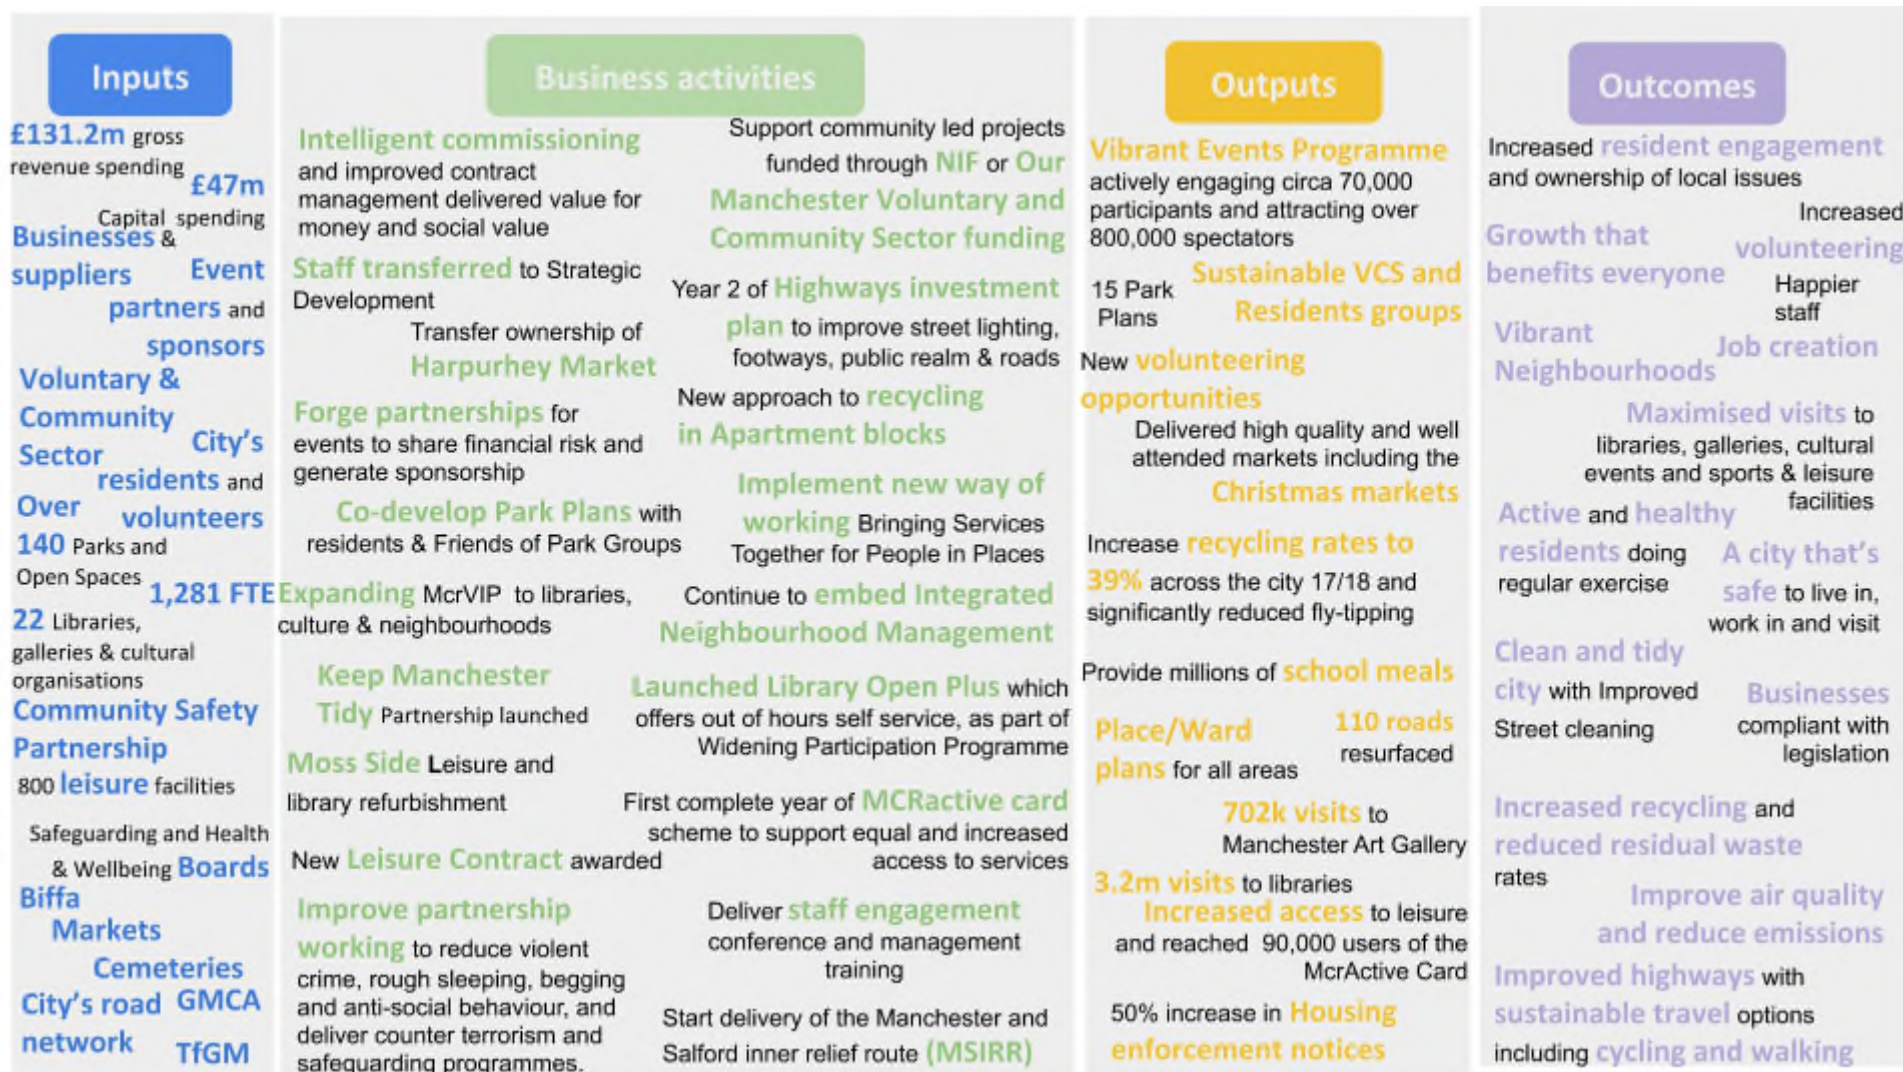 Inputs
£131.2m gross
revenue spending
£47m
Capital spending
Businesses &
suppliers
Event
partners and
sponsors
Voluntary &
Community
Sector
City's
residents and
volunteers
Over
140 Parks and
Open Spaces
1,281 FTE
22 Libraries,
galleries & cultural
organisations
Community Safety
Partnership
800 leisure facilities
Safeguarding and Health
& Wellbeing Boards
Biffa
Markets
Cemeteries
City's road
network
GMCA
TfGM
Business activities
Intelligent commissioning
and improved contract
management delivered value for
money and social value
Staff transferred to Strategic
Development
Transfer ownership of
Harpurhey Market
Forge partnerships for
events to share financial risk and
generate sponsorship
Co-develop Park Plans with
residents & Friends of Park Groups
Expanding McrVIP to libraries,
culture & neighbourhoods
Keep Manchester
Tidy Partnership launched
Moss Side Leisure and
library refurbishment
New Leisure Contract awarded
Improve partnership
working to reduce violent
crime, rough sleeping, begging
and anti-social behaviour, and
deliver counter terrorism and
safeguarding programmes.
Support community led projects
funded through NIF or Our
Manchester Voluntary and
Community Sector funding
Year 2 of Highways investment
plan to improve street lighting,
footways, public realm & roads
New approach to recycling
in Apartment blocks
Implement new way of
working Bringing Services
Together for People in Places
Continue to embed Integrated
Neighbourhood Management
Launched Library Open Plus which
offers out of hours self service, as part of
Widening Participation Programme
First complete year of MCRactive card
scheme to support equal and increased
access to services
Deliver staff engagement
conference and management
training
Start delivery of the Manchester and
Salford inner relief route (MSIRR)
Outputs
Vibrant Events Programme
actively engaging circa 70,000
participants and attracting over
800,000 spectators
15 Park
Plans
Sustainable VCS and
Residents groups
New volunteering
opportunities
Delivered high quality and well
attended markets including the
Christmas markets
Increase recycling rates to
39% across the city 17/18 and
significantly reduced fly-tipping
Provide millions of school meals
Place/Ward
plans for all areas
110 roads
resurfaced
702k visits to
Manchester Art Gallery
3.2m visits to libraries
Increased access to leisure
and reached 90,000 users of the
McrActive Card
50% increase in Housing
enforcement notices
Outcomes
Increased resident engagement
and ownership of local issues
Increased
volunteering
Growth that
benefits everyone
Happier
staff
Vibrant
Neighbourhoods
Job creation
Maximised visits to
libraries, galleries, cultural
events and sports & leisure
facilities
Active and healthy
residents doing
regular exercise
A city that's
safe to live in,
work in and visit
Clean and tidy
city with Improved
Street cleaning
Businesses
compliant with
legislation
Increased recycling and
reduced residual waste
rates
Improve air quality
and reduce emissions
Improved highways with
sustainable travel options
including cycling and walking